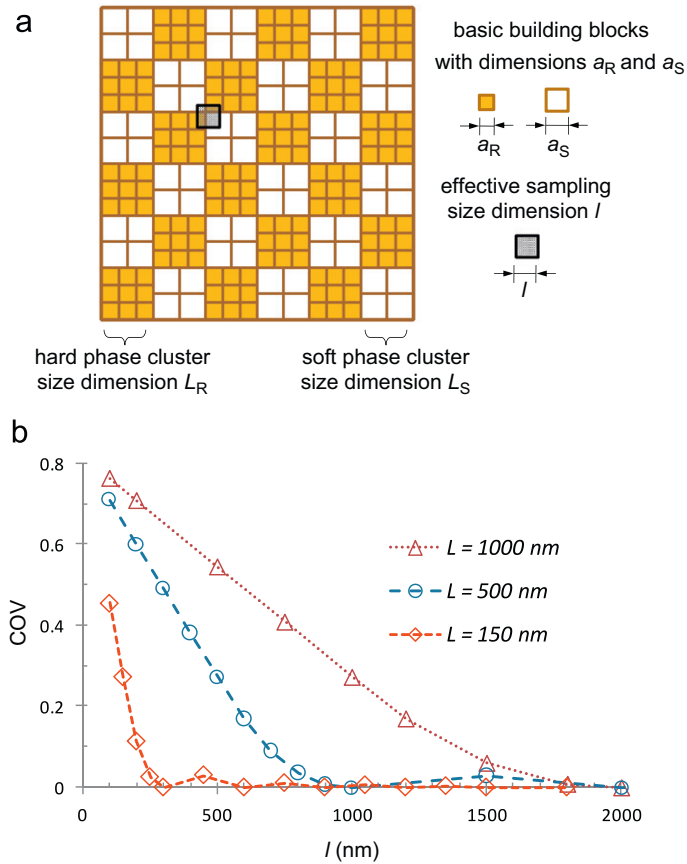 a
basic building blocks
with dimensions aR and aS
aR
aS
effective sampling
size dimension l
l
hard phase cluster
size dimension LR
soft phase cluster
size dimension LS
b
0.8
0.6
0.4
0.2
0
COV
L = 1000 nm
L = 500 nm
L = 150 nm
0 500 1000 1500 2000
l (nm)